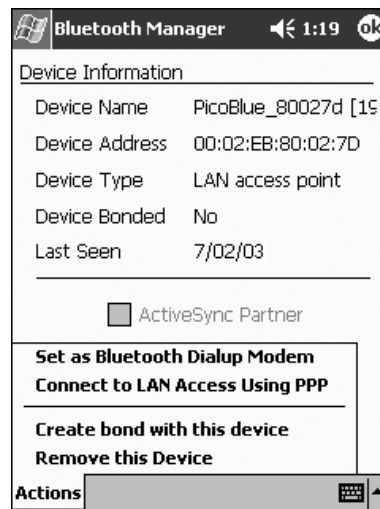 Bluetooth Manager 1:19 ok
Device Information
Device Name PicoBlue_80027d [19
Device Address 00:02:EB:80:02:7D
Device Type LAN access point
Device Bonded No
Last Seen 7/02/03
ActiveSync Partner
Set as Bluetooth Dialup Modem
Connect to LAN Access Using PPP
Create bond with this device
Remove this Device
Actions